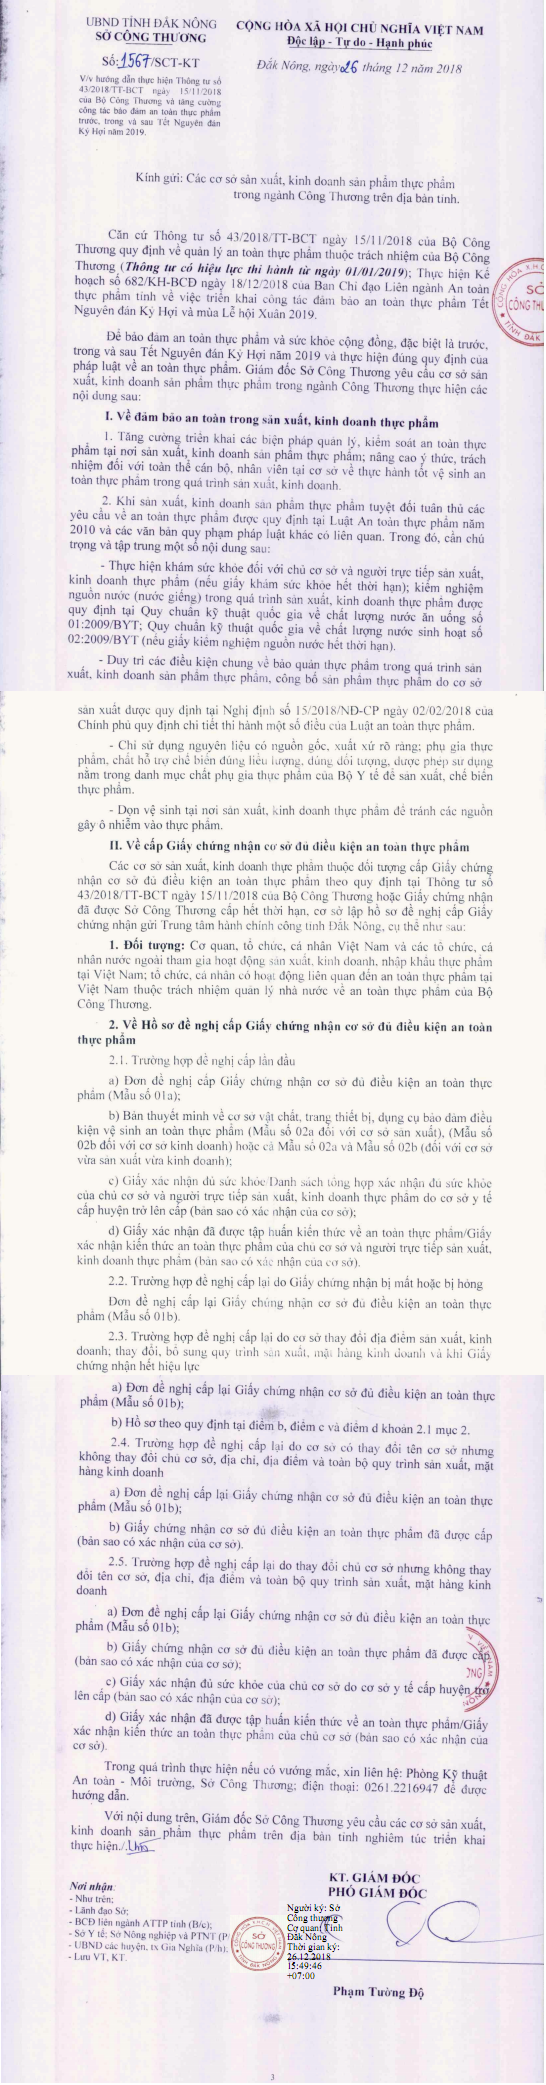 UBND TỈNH ĐẮK NÔNG
SỞ CÔNG THƯƠNG
CỘNG HÒA XÃ HỘI CHỦ NGHĨA VIỆT NAM
Độc lập - Tự do - Hạnh phúc
Số: 1567/SCT-KT
Đắk Nông, ngày 26 tháng 12 năm 2018
V/v hướng dẫn thực hiện Thông tư số
43/2018/TT-BCT ngày 15/11/2018
của Bộ Công Thương và tăng cường
công tác bảo đảm an toàn thực phẩm
trước, trong và sau Tết Nguyên đán
Kỷ Hợi năm 2019.
Kính gửi: Các cơ sở sản xuất, kinh doanh sản phẩm thực phẩm
trong ngành Công Thương trên địa bàn tỉnh.
Căn cứ Thông tư số 43/2018/TT-BCT ngày 15/11/2018 của Bộ Công
Thương quy định về quản lý an toàn thực phẩm thuộc trách nhiệm của Bộ Công
Thương (Thông tư có hiệu lực thi hành từ ngày 01/01/2019); Thực hiện Kế
hoạch số 682/KH-BCĐ ngày 18/12/2018 của Ban Chỉ đạo Liên ngành An toàn
thực phẩm tỉnh về việc triển khai công tác đảm bảo an toàn thực phẩm Tết
Nguyên đán Kỷ Hợi và mùa Lễ hội Xuân 2019.
Để bảo đảm an toàn thực phẩm và sức khỏe cộng đồng, đặc biệt là trước,
trong và sau Tết Nguyên đán Kỷ Hợi năm 2019 và thực hiện đúng quy định của
pháp luật về an toàn thực phẩm. Giám đốc Sở Công Thương yêu cầu cơ sở sản
xuất, kinh doanh sản phẩm thực phẩm trong ngành Công Thương thực hiện các
nội dung sau:
I. Về đảm bảo an toàn trong sản xuất, kinh doanh thực phẩm
1. Tăng cường triển khai các biện pháp quản lý, kiểm soát an toàn thực
phẩm tại nơi sản xuất, kinh doanh sản phẩm thực phẩm; nâng cao ý thức, trách
nhiệm đối với toàn thể cán bộ, nhân viên tại cơ sở về thực hành tốt vệ sinh an
toàn thực phẩm trong quá trình sản xuất, kinh doanh.
2. Khi sản xuất, kinh doanh sản phẩm thực phẩm tuyệt đối tuân thủ các
yêu cầu về an toàn thực phẩm được quy định tại Luật An toàn thực phẩm năm
2010 và các văn bản quy phạm pháp luật khác có liên quan. Trong đó, cần chú
trọng và tập trung một số nội dung sau:
- Thực hiện khám sức khỏe đối với chủ cơ sở và người trực tiếp sản xuất,
kinh doanh thực phẩm (nếu giấy khám sức khỏe hết thời hạn); kiểm nghiệm
nguồn nước (nước giếng) trong quá trình sản xuất, kinh doanh thực phẩm được
quy định tại Quy chuẩn kỹ thuật quốc gia về chất lượng nước ăn uống số
01:2009/BYT; Quy chuẩn kỹ thuật quốc gia về chất lượng nước sinh hoạt số
02:2009/BYT (nếu giấy kiểm nghiệm nguồn nước hết thời hạn).
- Duy trì các điều kiện chung về bảo quản thực phẩm trong quá trình sản
xuất, kinh doanh sản phẩm thực phẩm, công bố sản phẩm thực phẩm do cơ sở
sản xuất được quy định tại Nghị định số 15/2018/NĐ-CP ngày 02/02/2018 của
Chính phủ quy định chi tiết thi hành một số điều của Luật an toàn thực phẩm.
- Chỉ sử dụng nguyên liệu có nguồn gốc, xuất xứ rõ ràng; phụ gia thực
phẩm, chất hỗ trợ chế biến đúng liều lượng, đúng đối tượng, được phép sử dụng
nằm trong danh mục chất phụ gia thực phẩm của Bộ Y tế để sản xuất, chế biến
thực phẩm.
- Dọn vệ sinh tại nơi sản xuất, kinh doanh thực phẩm để tránh các nguồn
gây ô nhiễm vào thực phẩm.
II. Về cấp Giấy chứng nhận cơ sở đủ điều kiện an toàn thực phẩm
Các cơ sở sản xuất, kinh doanh thực phẩm thuộc đối tượng cấp Giấy chứng
nhận cơ sở đủ điều kiện an toàn thực phẩm theo quy định tại Thông tư số
43/2018/TT-BCT ngày 15/11/2018 của Bộ Công Thương hoặc Giấy chứng nhận
đã được Sở Công Thương cấp hết thời hạn, cơ sở lập hồ sơ đề nghị cấp Giấy
chứng nhận gửi Trung tâm hành chính công tỉnh Đắk Nông, cụ thể như sau:
1. Đối tượng: Cơ quan, tổ chức, cá nhân Việt Nam và các tổ chức, cá
nhân nước ngoài tham gia hoạt động sản xuất, kinh doanh, nhập khẩu thực phẩm
tại Việt Nam; tổ chức, cá nhân có hoạt động liên quan đến an toàn thực phẩm tại
Việt Nam thuộc trách nhiệm quản lý nhà nước về an toàn thực phẩm của Bộ
Công Thương.
2. Về Hồ sơ đề nghị cấp Giấy chứng nhận cơ sở đủ điều kiện an toàn
thực phẩm
2.1. Trường hợp đề nghị cấp lần đầu
a) Đơn đề nghị cấp Giấy chứng nhận cơ sở đủ điều kiện an toàn thực
phẩm (Mẫu số 01a);
b) Bản thuyết minh về cơ sở vật chất, trang thiết bị, dụng cụ bảo đảm điều
kiện vệ sinh an toàn thực phẩm (Mẫu số 02a đối với cơ sở sản xuất), (Mẫu số
02b đối với cơ sở kinh doanh) hoặc cả Mẫu số 02a và Mẫu số 02b (đối với cơ sở
vừa sản xuất vừa kinh doanh);
c) Giấy xác nhận đủ sức khỏe/Danh sách tổng hợp xác nhận đủ sức khỏe
của chủ cơ sở và người trực tiếp sản xuất, kinh doanh thực phẩm do cơ sở y tế
cấp huyện trở lên cấp (bản sao có xác nhận của cơ sở);
d) Giấy xác nhận đã được tập huấn kiến thức về an toàn thực phẩm/Giấy
xác nhận kiến thức an toàn thực phẩm của chủ cơ sở và người trực tiếp sản xuất,
kinh doanh thực phẩm (bản sao có xác nhận của cơ sở).
2.2. Trường hợp đề nghị cấp lại do Giấy chứng nhận bị mất hoặc bị hỏng
Đơn đề nghị cấp lại Giấy chứng nhận cơ sở đủ điều kiện an toàn thực
phẩm (Mẫu số 01b).
2.3. Trường hợp đề nghị cấp lại do cơ sở thay đổi địa điểm sản xuất, kinh
doanh; thay đổi, bổ sung quy trình sản xuất, mặt hàng kinh doanh và khi Giấy
chứng nhận hết hiệu lực
a) Đơn đề nghị cấp lại Giấy chứng nhận cơ sở đủ điều kiện an toàn thực
phẩm (Mẫu số 01b);
b) Hồ sơ theo quy định tại điểm b, điểm c và điểm d khoản 2.1 mục 2.
2.4. Trường hợp đề nghị cấp lại do cơ sở có thay đổi tên cơ sở nhưng
không thay đổi chủ cơ sở, địa chỉ, địa điểm và toàn bộ quy trình sản xuất, mặt
hàng kinh doanh
a) Đơn đề nghị cấp lại Giấy chứng nhận cơ sở đủ điều kiện an toàn thực
phẩm (Mẫu số 01b);
b) Giấy chứng nhận cơ sở đủ điều kiện an toàn thực phẩm đã được cấp
(bản sao có xác nhận của cơ sở).
2.5. Trường hợp đề nghị cấp lại do thay đổi chủ cơ sở nhưng không thay
đổi tên cơ sở, địa chỉ, địa điểm và toàn bộ quy trình sản xuất, mặt hàng kinh
doanh
a) Đơn đề nghị cấp lại Giấy chứng nhận cơ sở đủ điều kiện an toàn thực
phẩm (Mẫu số 01b);
b) Giấy chứng nhận cơ sở đủ điều kiện an toàn thực phẩm đã được cấp
(bản sao có xác nhận của cơ sở);
c) Giấy xác nhận đủ sức khỏe của chủ cơ sở do cơ sở y tế cấp huyện trở
lên cấp (bản sao có xác nhận của cơ sở);
d) Giấy xác nhận đã được tập huấn kiến thức về an toàn thực phẩm/Giấy
xác nhận kiến thức an toàn thực phẩm của chủ cơ sở (bản sao có xác nhận của
cơ sở).
Trong quá trình thực hiện nếu có vướng mắc, xin liên hệ: Phòng Kỹ thuật
An toàn - Môi trường, Sở Công Thương; điện thoại: 0261.2216947 để được
hướng dẫn.
Với nội dung trên, Giám đốc Sở Công Thương yêu cầu các cơ sở sản xuất,
kinh doanh sản phẩm thực phẩm trên địa bàn tỉnh nghiêm túc triển khai
thực hiện./.
Nơi nhận:
- Như trên;
- Lãnh đạo Sở;
- BCĐ liên ngành ATTP tỉnh (B/c);
- Sở Y tế; Sở Nông nghiệp và PTNT (P/
- UBND các huyện, tx Gia Nghĩa (P/h);
- Lưu VT, KT.
KT. GIÁM ĐỐC
PHÓ GIÁM ĐỐC
Người ký: Sở
Công thương
Cơ quan: Tỉnh
Đăk Nông
Thời gian ký:
26.12.2018
15:49:46
+07:00
Phạm Tường Độ
3